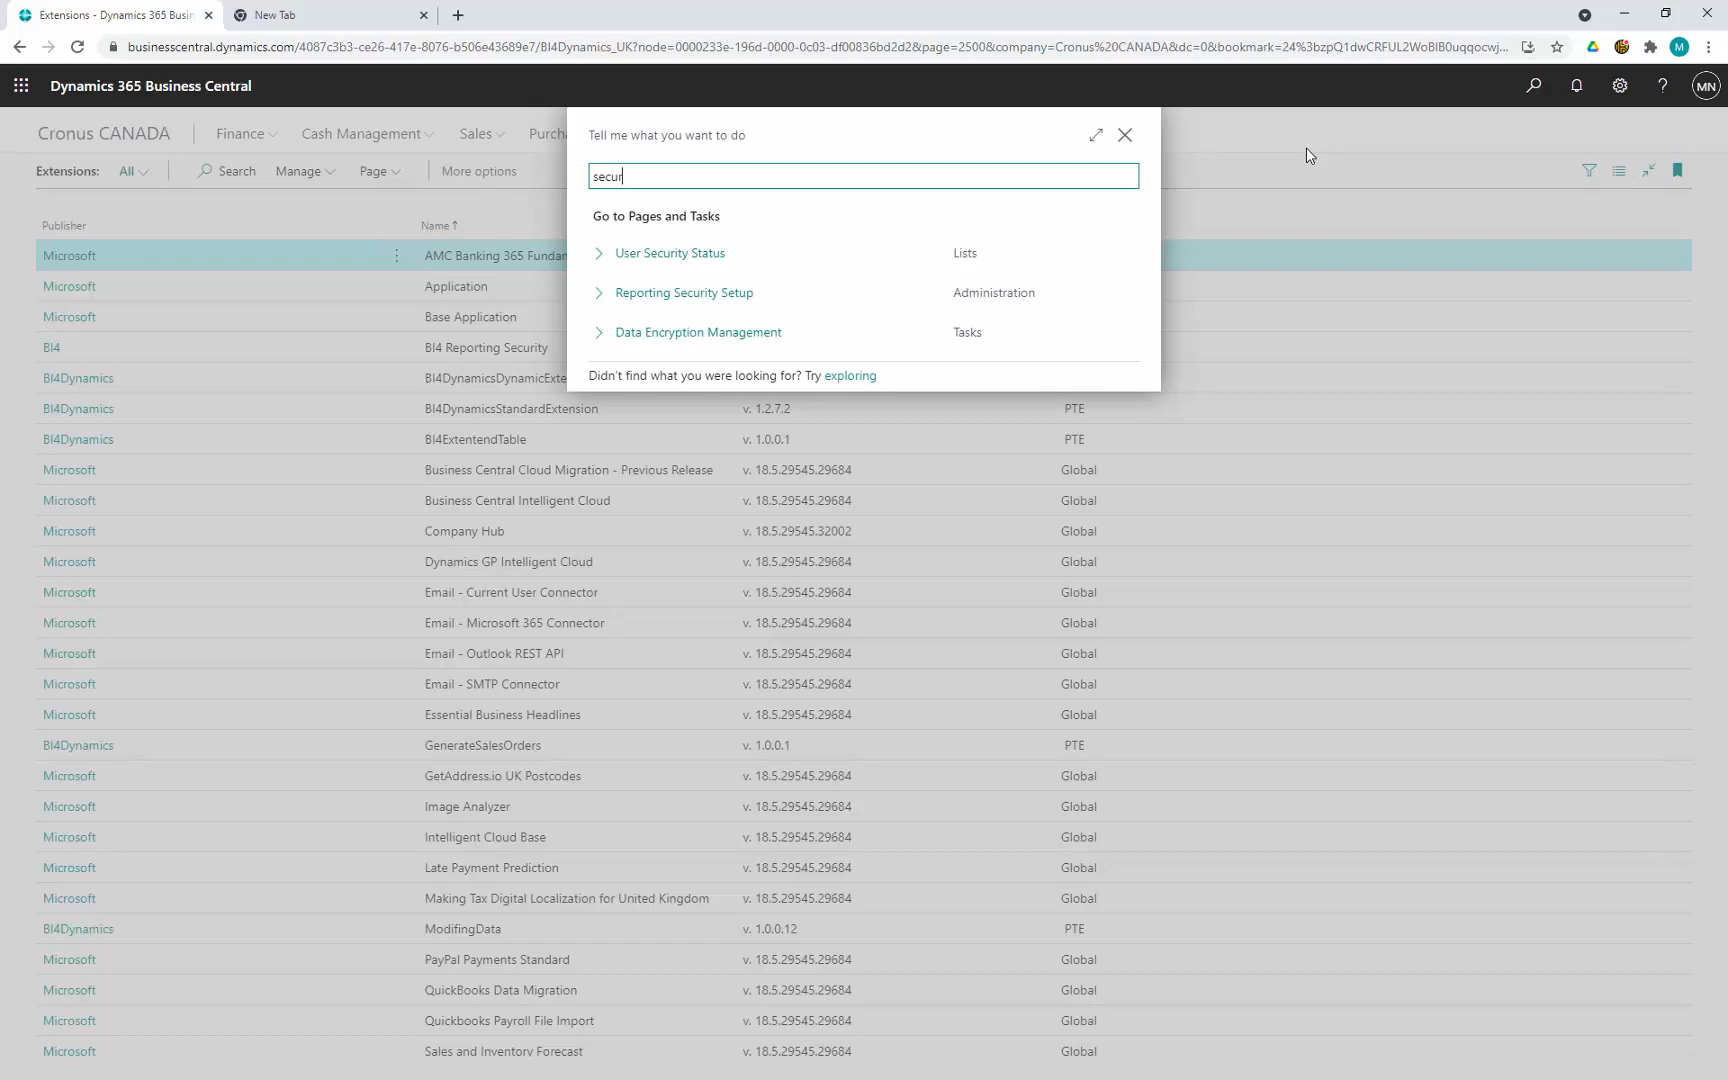 Extensions - Dynamics 365 Busin
New Tab
businesscentral.dynamics.com/4087c3b3-ce26-417e-8076-b506e43689e7/BI4Dynamics_UK?node=0000233e-196d-0000-0c03-df00836bd2d2&page=2500&company=Cronus%20CANADA&dc=0&bookmark=24%3bzpQ1dwCRFUL2WoBIB0uqqocwj...
M
Dynamics 365 Business Central
MN
Cronus CANADA Finance Cash Management Sales Purcha
Extensions: All Search Manage Page More options
Tell me what you want to do
secur
Go to Pages and Tasks
User Security Status Lists
Reporting Security Setup Administration
Data Encryption Management Tasks
Didn't find what you were looking for? Try exploring
Publisher Name ↑
Microsoft AMC Banking 365 Fundam
Microsoft Application
Microsoft Base Application
BI4 BI4 Reporting Security
BI4Dynamics BI4DynamicsDynamicExte
BI4Dynamics BI4DynamicsStandardExtension v. 1.2.7.2 PTE
BI4Dynamics BI4ExtentendTable v. 1.0.0.1 PTE
Microsoft Business Central Cloud Migration - Previous Release v. 18.5.29545.29684 Global
Microsoft Business Central Intelligent Cloud v. 18.5.29545.29684 Global
Microsoft Company Hub v. 18.5.29545.32002 Global
Microsoft Dynamics GP Intelligent Cloud v. 18.5.29545.29684 Global
Microsoft Email - Current User Connector v. 18.5.29545.29684 Global
Microsoft Email - Microsoft 365 Connector v. 18.5.29545.29684 Global
Microsoft Email - Outlook REST API v. 18.5.29545.29684 Global
Microsoft Email - SMTP Connector v. 18.5.29545.29684 Global
Microsoft Essential Business Headlines v. 18.5.29545.29684 Global
BI4Dynamics GenerateSalesOrders v. 1.0.0.1 PTE
Microsoft GetAddress.io UK Postcodes v. 18.5.29545.29684 Global
Microsoft Image Analyzer v. 18.5.29545.29684 Global
Microsoft Intelligent Cloud Base v. 18.5.29545.29684 Global
Microsoft Late Payment Prediction v. 18.5.29545.29684 Global
Microsoft Making Tax Digital Localization for United Kingdom v. 18.5.29545.29684 Global
BI4Dynamics ModifingData v. 1.0.0.12 PTE
Microsoft PayPal Payments Standard v. 18.5.29545.29684 Global
Microsoft QuickBooks Data Migration v. 18.5.29545.29684 Global
Microsoft Quickbooks Payroll File Import v. 18.5.29545.29684 Global
Microsoft Sales and Inventory Forecast v. 18.5.29545.29684 Global